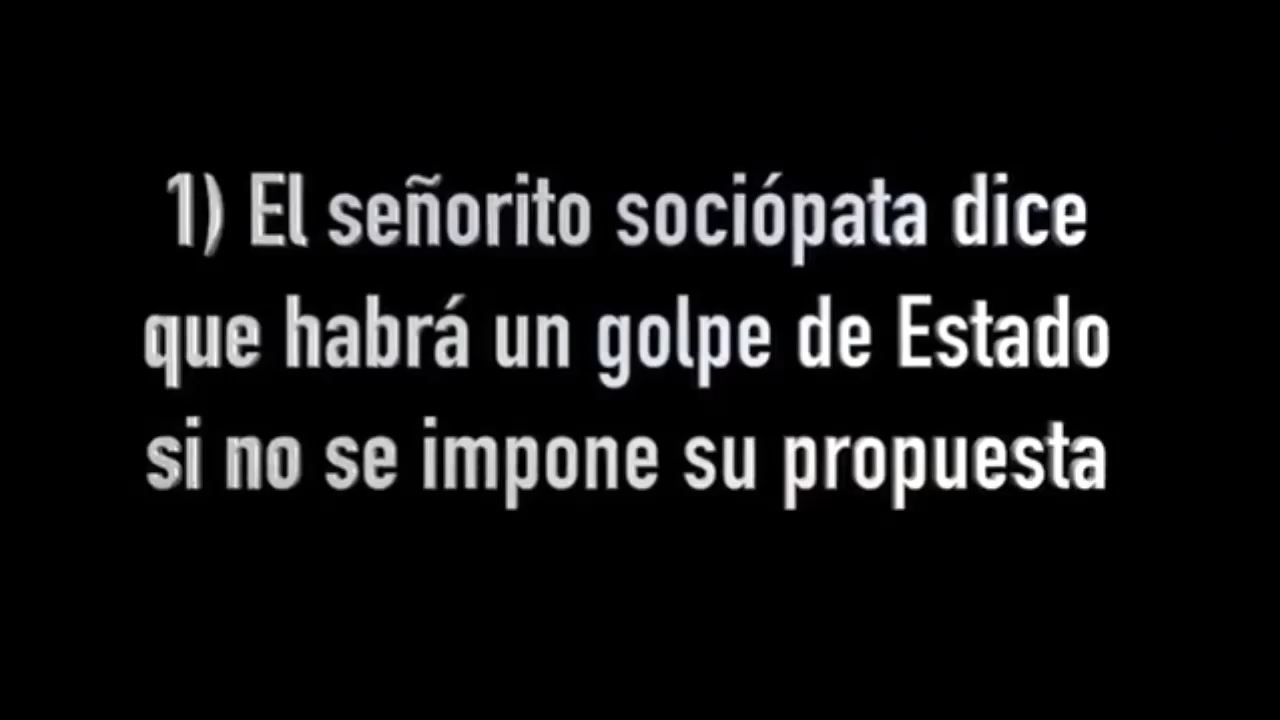 1) El señorito sociópata dice
que habrá un golpe de Estado
si no se impone su propuesta